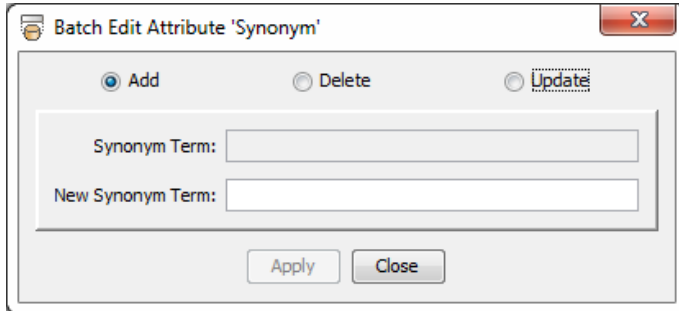 Batch Edit Attribute 'Synonym'
Add Delete Update
Synonym Term:
New Synonym Term:
Apply Close